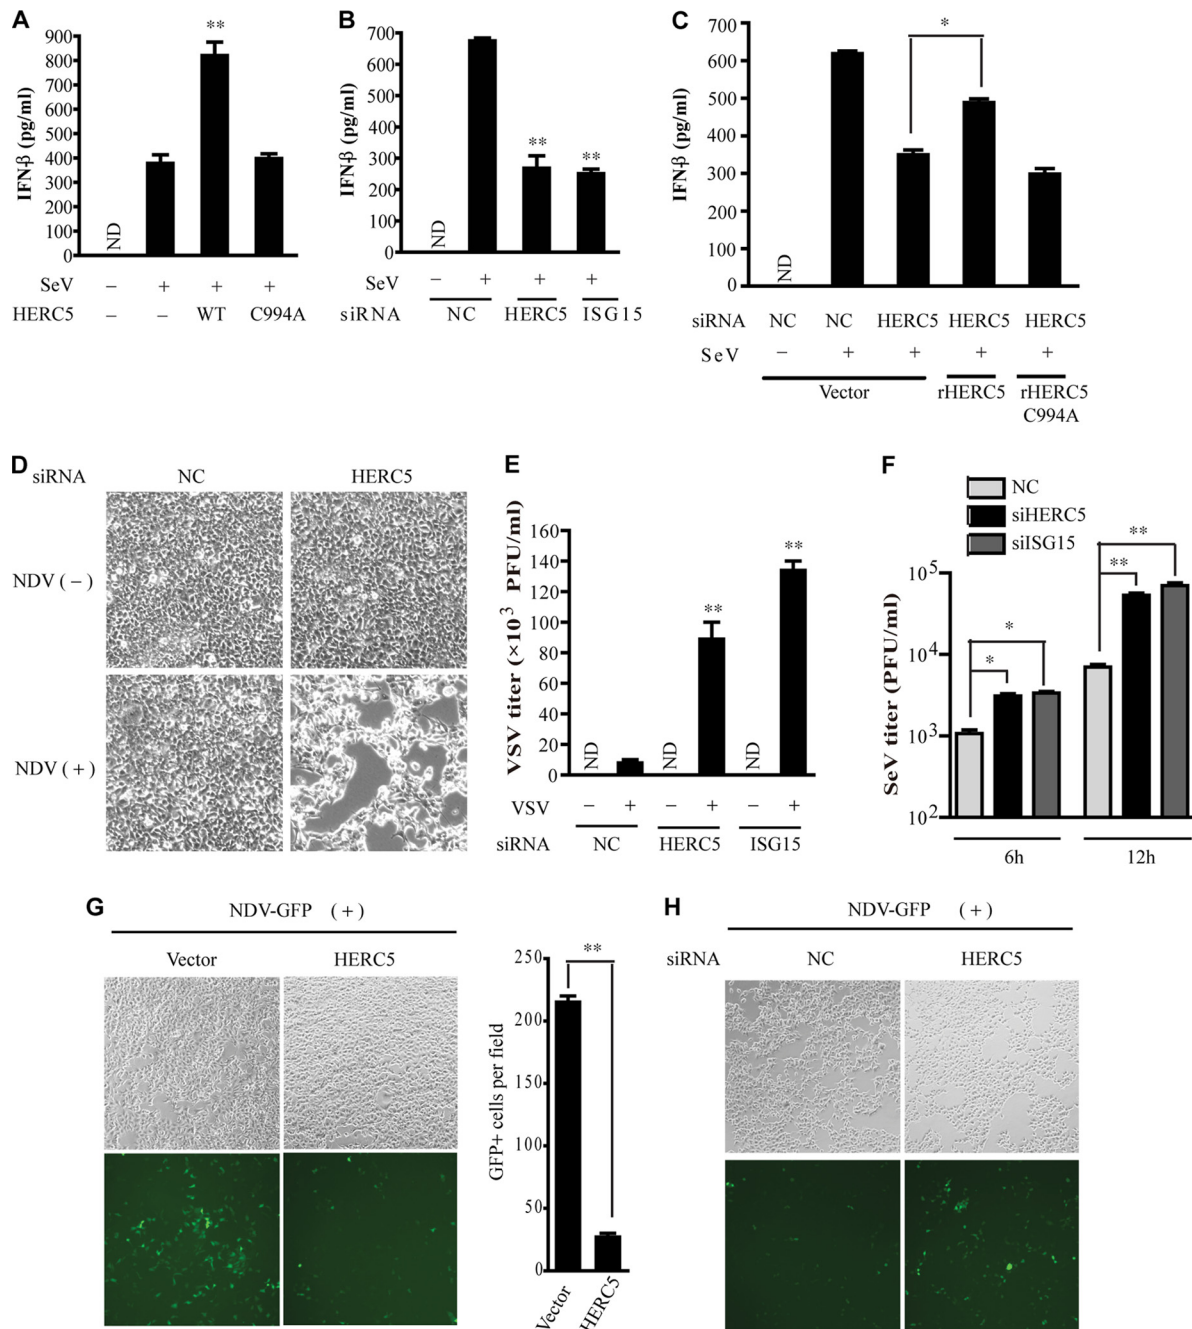 A
IFN-β (pg/ml)
900
800
700
600
500
400
300
200
100
0
ND
**
SeV – + + +
HERC5 – – WT C994A
B
IFN-β (pg/ml)
700
600
500
400
300
200
100
0
ND
** **
SeV – + + +
siRNA NC HERC5 ISG15
C
IFN-β (pg/ml)
700
600
500
400
300
200
100
0
ND
*
siRNA NC NC HERC5 HERC5 HERC5
SeV – + + + +
Vector rHERC5 rHERC5
C994A
D
siRNA NC HERC5
NDV (–)
NDV (+)
E
VSV titer (×10³ PFU/ml)
160
140
120
100
80
60
40
20
0
ND ND ND
** **
VSV – + – + – +
siRNA NC HERC5 ISG15
F
NC
siHERC5
siISG15
SeV titer (PFU/ml)
10⁵
10⁴
10³
10²
* *
** **
6h 12h
G
NDV-GFP (+)
Vector HERC5
GFP+ cells per field
250
200
150
100
50
0
**
Vector HERC5
H
NDV-GFP (+)
siRNA NC HERC5